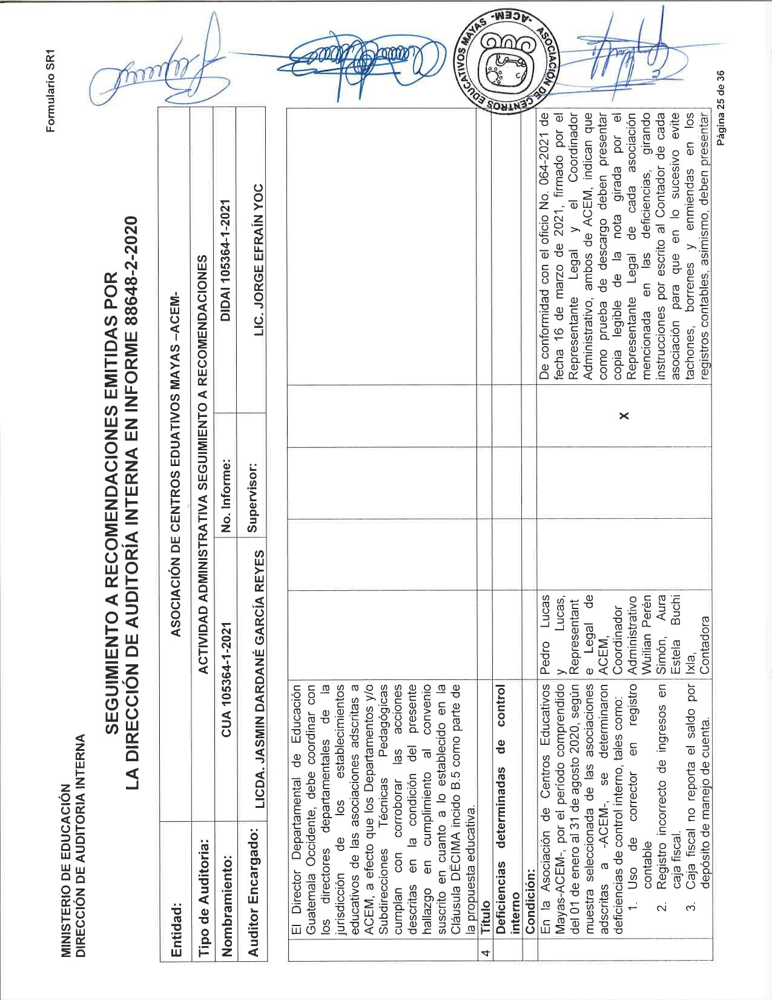 Formulario SR1
MINISTERIO DE EDUCACIÓN
DIRECCIÓN DE AUDITORIA INTERNA
SEGUIMIENTO A RECOMENDACIONES EMITIDAS POR
LA DIRECCIÓN DE AUDITORÍA INTERNA EN INFORME 88648-2-2020
Entidad: ASOCIACIÓN DE CENTROS EDUATIVOS MAYAS –ACEM-
Tipo de Auditoria: ACTIVIDAD ADMINISTRATIVA SEGUIMIENTO A RECOMENDACIONES
Nombramiento: CUA 105364-1-2021 No. Informe: DIDAI 105364-1-2021
Auditor Encargado: LICDA. JASMIN DARDANÉ GARCÍA REYES Supervisor: LIC. JORGE EFRAÍN YOC
El Director Departamental de Educación
Guatemala Occidente, debe coordinar con
los directores departamentales de la
jurisdicción de los establecimientos
educativos de las asociaciones adscritas a
ACEM, a efecto que los Departamentos y/o
Subdirecciones Técnicas Pedagógicas
cumplan con corroborar las acciones
descritas en la condición del presente
hallazgo en cumplimiento al convenio
suscrito en cuanto a lo establecido en la
Cláusula DÉCIMA incido B.5 como parte de
la propuesta educativa.
4 Título
Deficiencias determinadas de control
interno
Condición:
En la Asociación de Centros Educativos
Mayas-ACEM-, por el período comprendido
del 01 de enero al 31 de agosto 2020, según
muestra seleccionada de las asociaciones
adscritas a -ACEM-, se determinaron
deficiencias de control interno, tales como:
1. Uso de corrector en registro
contable
2. Registro incorrecto de ingresos en
caja fiscal.
3. Caja fiscal no reporta el saldo por
depósito de manejo de cuenta.
Pedro Lucas
y Lucas,
Representant
e Legal de
ACEM,
Coordinador
Administrativo
Wuilian Perén
Simón, Aura
Estela Buchi
Ixla,
Contadora
X
De conformidad con el oficio No. 064-2021 de
fecha 16 de marzo de 2021, firmado por el
Representante Legal y el Coordinador
Administrativo, ambos de ACEM, indican que
como prueba de descargo deben presentar
copia legible de la nota girada por el
Representante Legal de cada asociación
mencionada en las deficiencias, girando
instrucciones por escrito al Contador de cada
asociación para que en lo sucesivo evite
tachones, borrenes y enmiendas en los
registros contables, asimismo, deben presentar
ASOCIACIÓN DE CENTROS EDUCATIVOS MAYAS -ACEM-
Página 25 de 36